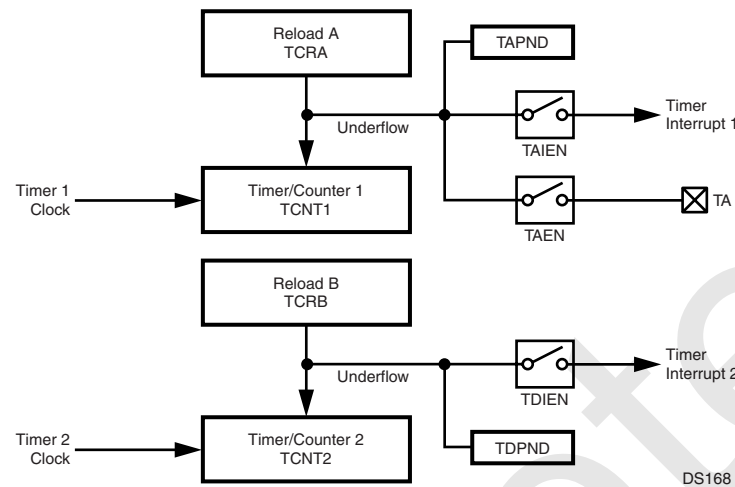 Reload A
TCRA
TAPND
Timer
Interrupt 1
Underflow
TAIEN
Timer 1
Clock
Timer/Counter 1
TCNT1
TA
TAEN
Reload B
TCRB
Timer
Interrupt 2
Underflow
TDIEN
Timer 2
Clock
Timer/Counter 2
TCNT2
TDPND
DS168